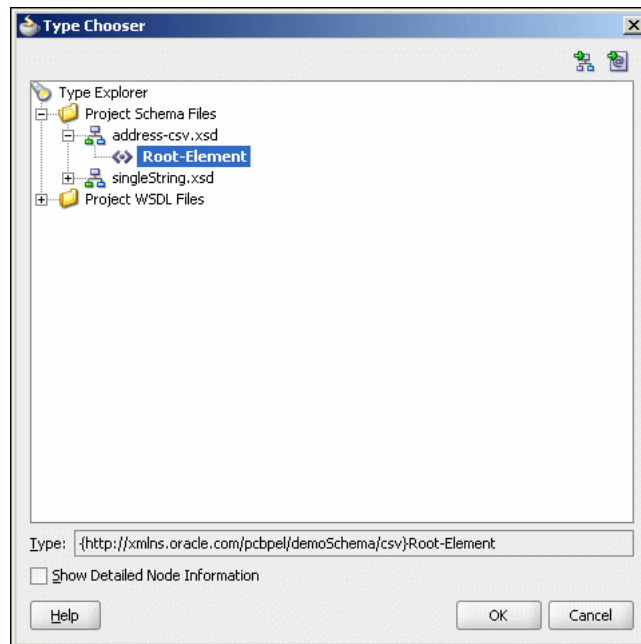 Type Chooser
Type Explorer
Project Schema Files
address-csv.xsd
Root-Element
singleString.xsd
Project WSDL Files
Type: {http://xmlns.oracle.com/pcbpel/demoSchema/csv}Root-Element
Show Detailed Node Information
Help OK Cancel